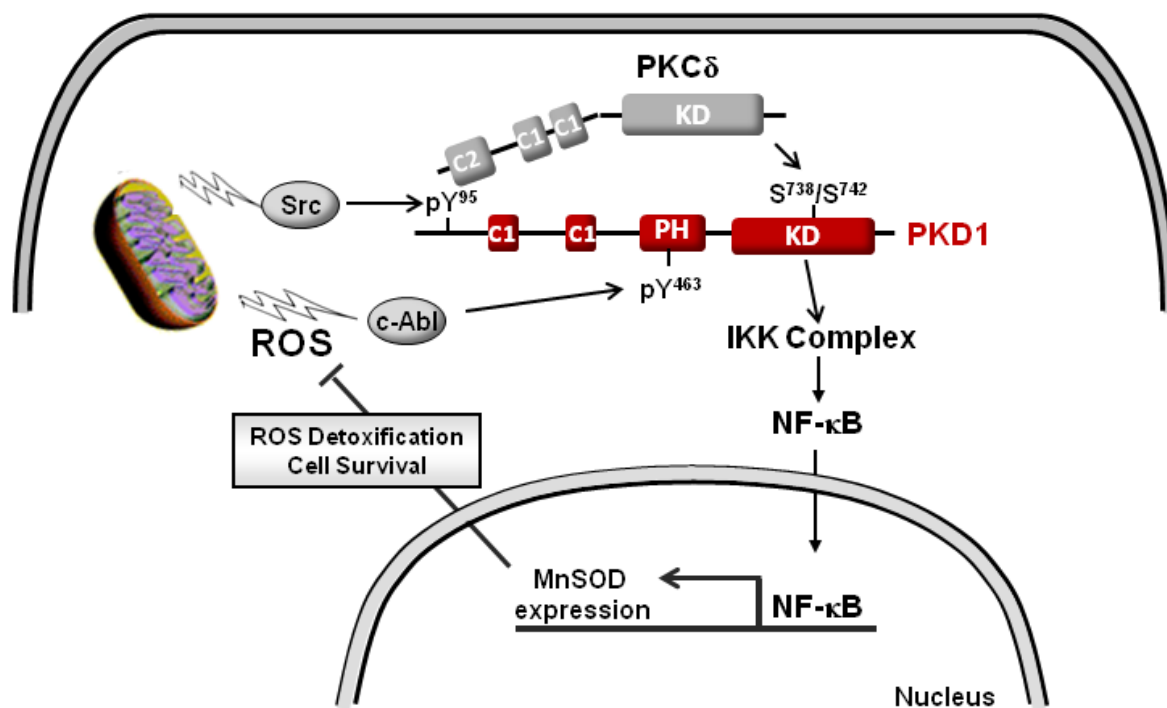 PKCδ
KD
C1
C1
C2
S⁷³⁸/S⁷⁴²
pY⁹⁵
Src
C1
C1
PH
KD
PKD1
pY⁴⁶³
c-Abl
ROS
IKK Complex
NF-κB
ROS Detoxification
Cell Survival
MnSOD
expression
NF-κB
Nucleus